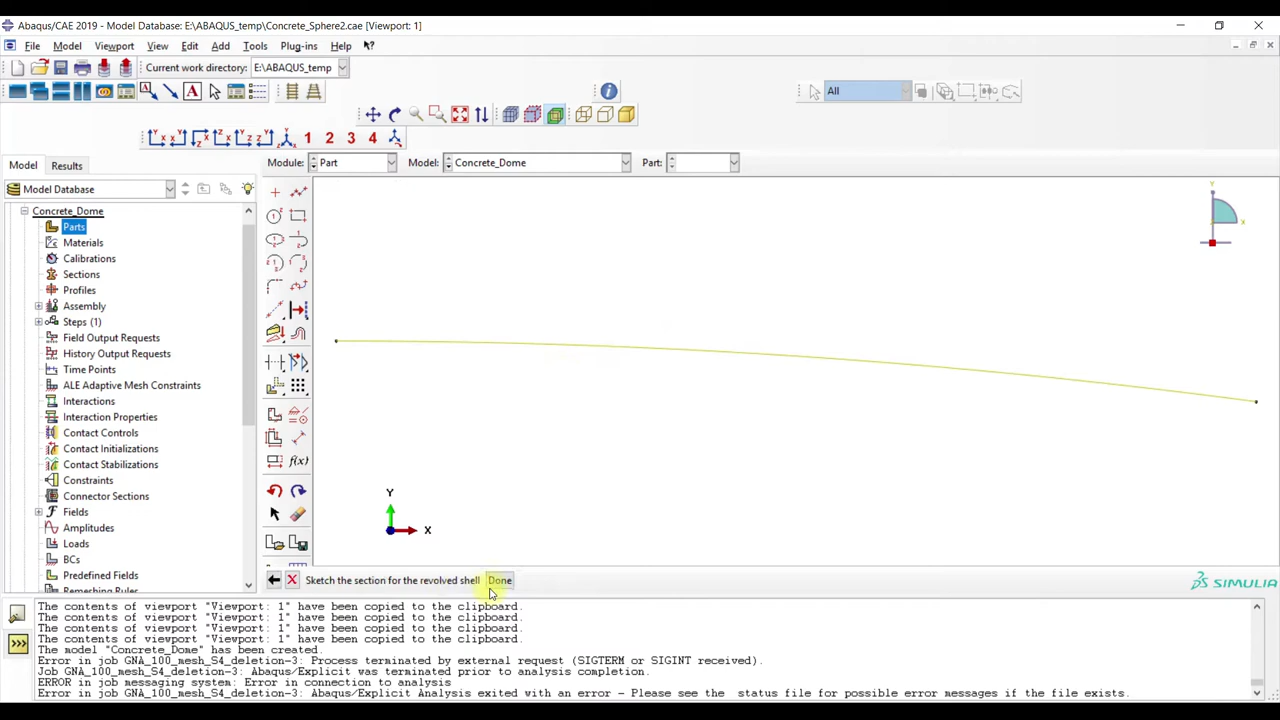 Abaqus/CAE 2019 - Model Database: E:\ABAQUS_temp\Concrete_Sphere2.cae [Viewport: 1]
File Model Viewport View Edit Add Tools Plug-ins Help
Current work directory: E:\ABAQUS_temp
A All
1 2 3 4
Model Results Module: Part Model: Concrete_Dome Part:
Model Database
Concrete_Dome
Parts
Materials
Calibrations
Sections
Profiles
Assembly
Steps (1)
Field Output Requests
History Output Requests
Time Points
ALE Adaptive Mesh Constraints
Interactions
Interaction Properties
Contact Controls
Contact Initializations
Contact Stabilizations
Constraints
Connector Sections
Fields
Amplitudes
Loads
BCs
Predefined Fields
Remeshing Rules
f(x)
Y
X
Y
X
Sketch the section for the revolved shell Done
SIMULIA
The contents of viewport "Viewport: 1" have been copied to the clipboard.
The contents of viewport "Viewport: 1" have been copied to the clipboard.
The contents of viewport "Viewport: 1" have been copied to the clipboard.
The contents of viewport "Viewport: 1" have been copied to the clipboard.
The model "Concrete_Dome" has been created.
Error in job GNA_100_mesh_S4_deletion-3: Process terminated by external request (SIGTERM or SIGINT received).
Job GNA_100_mesh_S4_deletion-3: Abaqus/Explicit was terminated prior to analysis completion.
ERROR in job messaging system: Error in connection to analysis
Error in job GNA_100_mesh_S4_deletion-3: Abaqus/Explicit Analysis exited with an error - Please see the status file for possible error messages if the file exists.